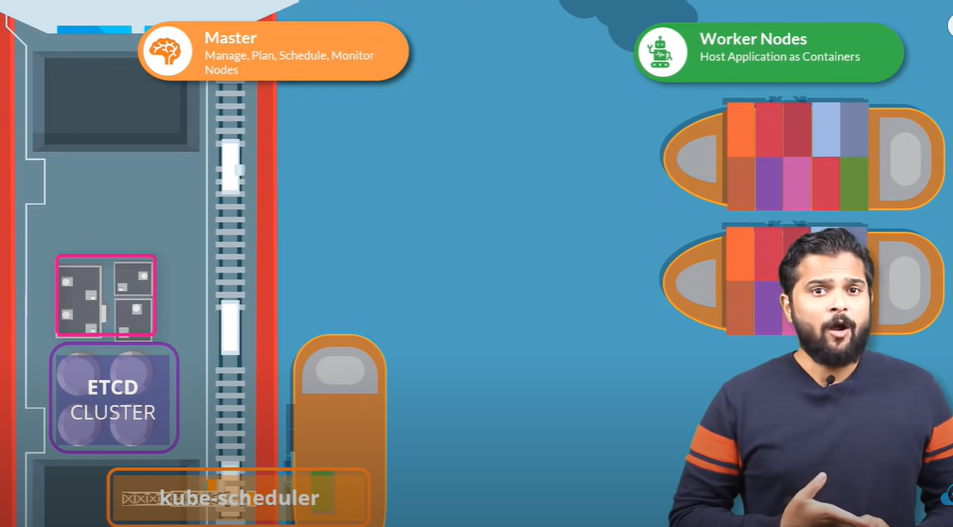 Master
Manage, Plan, Schedule, Monitor
Nodes
Worker Nodes
Host Application as Containers
ETCD
CLUSTER
kube-scheduler